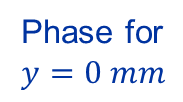 Phase for
y = 0 mm